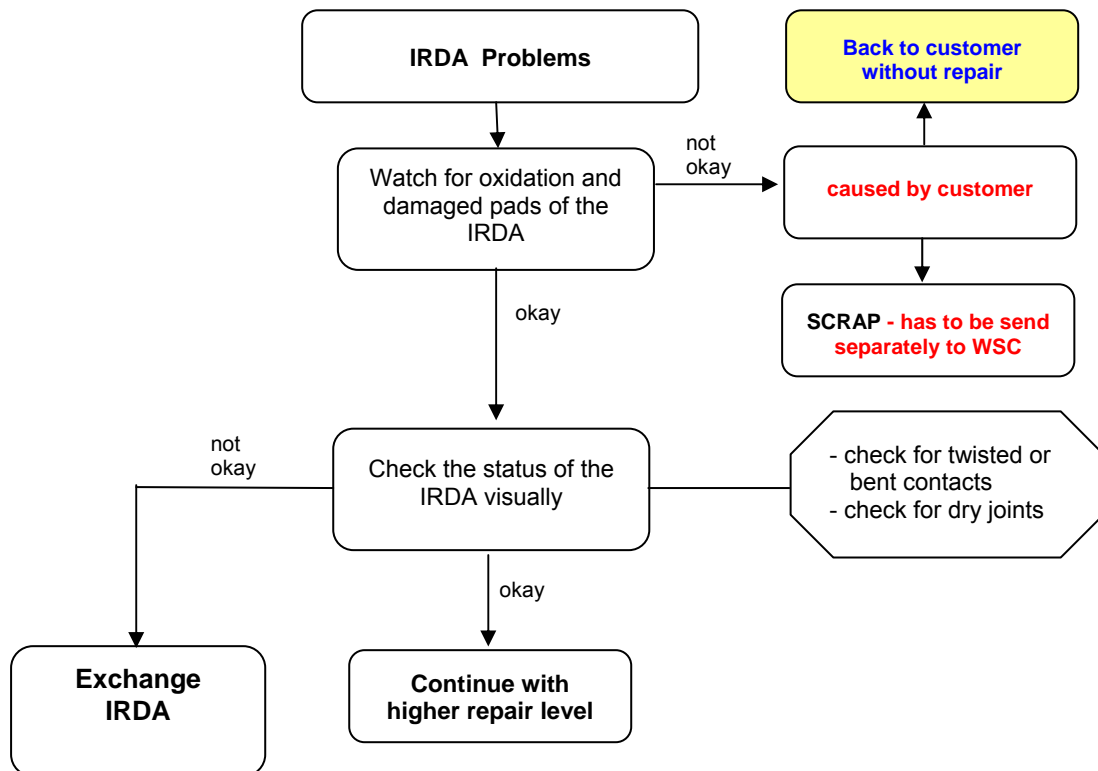 IRDA Problems
Back to customer
without repair
not
okay
Watch for oxidation and
damaged pads of the
IRDA
caused by customer
okay
SCRAP - has to be send
separately to WSC
not
okay
Check the status of the
IRDA visually
- check for twisted or
bent contacts
- check for dry joints
okay
Exchange
IRDA
Continue with
higher repair level